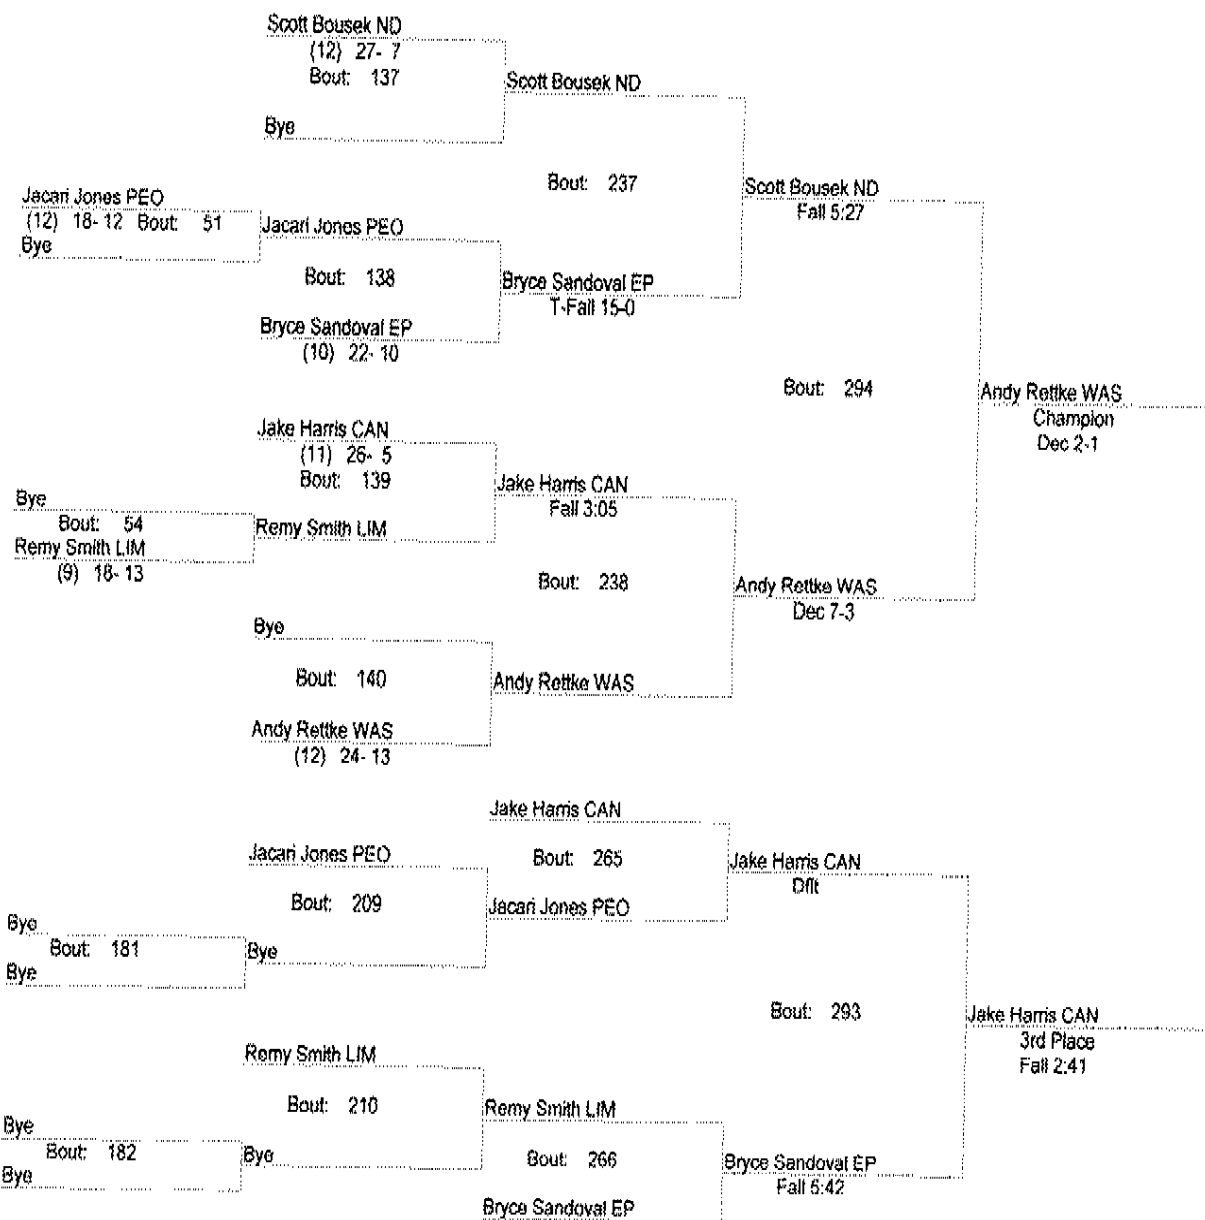 Scott Bousek ND
(12) 27- 7
Bout: 137
Scott Bousek ND
Bye
Bout: 237
Scott Bousek ND
Fall 5:27
Jacari Jones PEO
(12) 18- 12 Bout: 51
Bye
Jacari Jones PEO
Bout: 138
Bryce Sandoval EP
T-Fall 15-0
Bryce Sandoval EP
(10) 22- 10
Bout: 294
Andy Rettke WAS
Champion
Dec 2-1
Jake Harris CAN
(11) 26- 5
Bout: 139
Jake Harris CAN
Fall 3:05
Bye
Bout: 54
Remy Smith LIM
(9) 18- 13
Remy Smith LIM
Bout: 238
Andy Rettke WAS
Dec 7-3
Bye
Bout: 140
Andy Rettke WAS
Andy Rettke WAS
(12) 24- 13
Jake Harris CAN
Jacari Jones PEO
Bout: 265
Jake Harris CAN
Dflt
Bout: 209
Jacari Jones PEO
Bye
Bout: 181
Bye
Bye
Bout: 293
Jake Harris CAN
3rd Place
Fall 2:41
Remy Smith LIM
Bout: 210
Remy Smith LIM
Bye
Bout: 182
Bye
Bye
Bout: 266
Bryce Sandoval EP
Fall 5:42
Bryce Sandoval EP